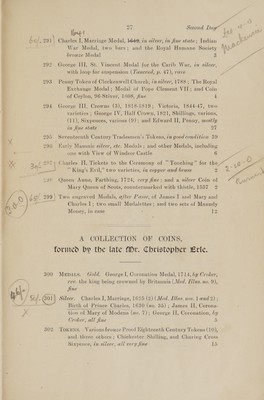 27
Second Day
291 Charles I, Marriage Medal, 1649, in silver, in fine state; Indian
War Medal, two bars; and the Royal Humane Society
bronze Medal 3
292 George III, St. Vincent Medal for the Carib War, in silver,
with loop for suspension (Tancred, p. 47), rare
293 Penny Token of Clerkenwell Church, in silver, 1788; The Royal
Exchange Medal; Medal of Pope Clement VII; and Coin
of Ceylon, 96-Stiver, 1808, fine 4
294 George III, Crowns (3), 1818-1819; Victoria, 1844-47, two
varieties; George IV, Half Crown, 1821, Shillings, various,
(11), Sixpences, various (9); and Edward II, Penny, mostly
in fine state 27
295 Seventeenth Century Tradesmen's Tokens, in good condition 39
296 Early Masonic silver, etc. Medals; and other Medals, including
one with View of Windsor Castle 6
297 Charles II, Tickets to the Ceremony of "Touching" for the
"King's Evil," two varieties, in copper and brass 2
298 Queen Anne, Farthing, 1714, very fine; and a silver Coin of
Mary Queen of Scots, countermarked with thistle, 1557 2
299 Two engraved Medals, after Passe, of James I and Mary and
Charles I; two small Medalettes; and two sets of Maundy
Money, in case 12
A COLLECTION OF COINS,
formed by the late Mr. Christopher Erle.
300 MEDALS. Gold. George I, Coronation Medal, 1714, by Croker,
rev. the king being crowned by Britannia (Med. Illus. no. 9),
fine
301 Silver. Charles I, Marriage, 1625 (2) (Med. Illus. nos. 1 and 2);
Birth of Prince Charles, 1630 (no. 35); James II, Corona-
tion of Mary of Modena (no. 7); George II, Coronation, by
Croker, all fine 5
302 TOKENS. Various bronze Proof Eighteenth Century Tokens (10),
and three others; Chichester Shilling, and Charing Cross
Sixpence, in silver, all very fine 15